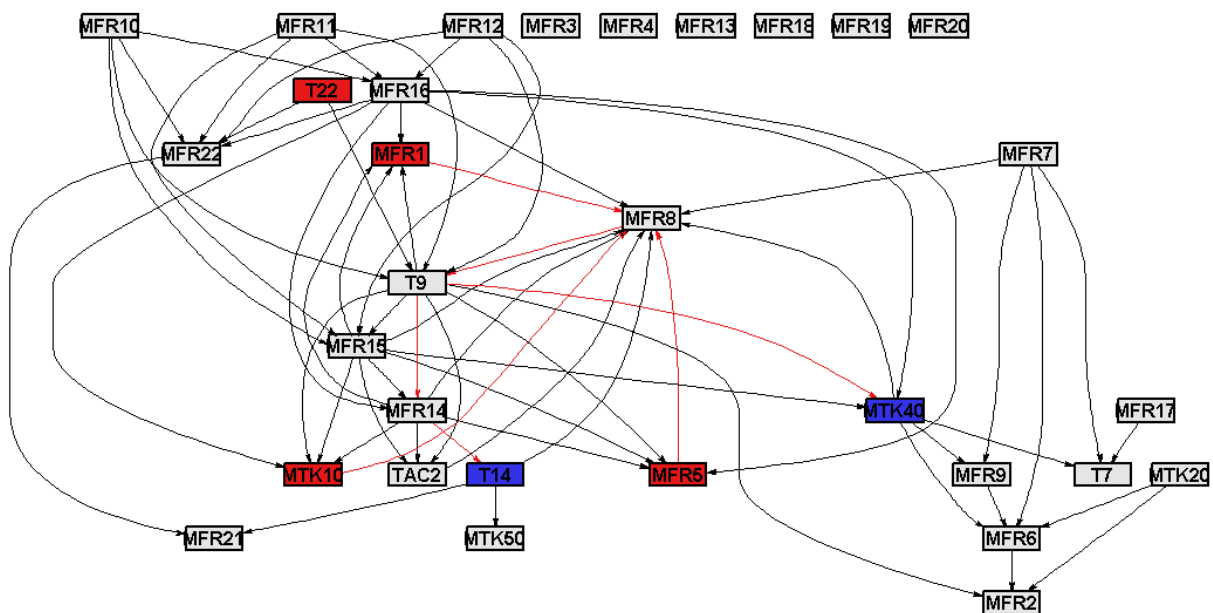 MFR10 MFR11 MFR12 MFR3 MFR4 MFR13 MFR18 MFR19 MFR20
T22 MFR16
MFR22 MFR1 MFR7
MFR8
T9
MFR15
MFR14 MTK40 MFR17
MTK10 TAC2 T14 MFR5 MFR9 T7 MTK20
MFR21 MTK50 MFR6
MFR2